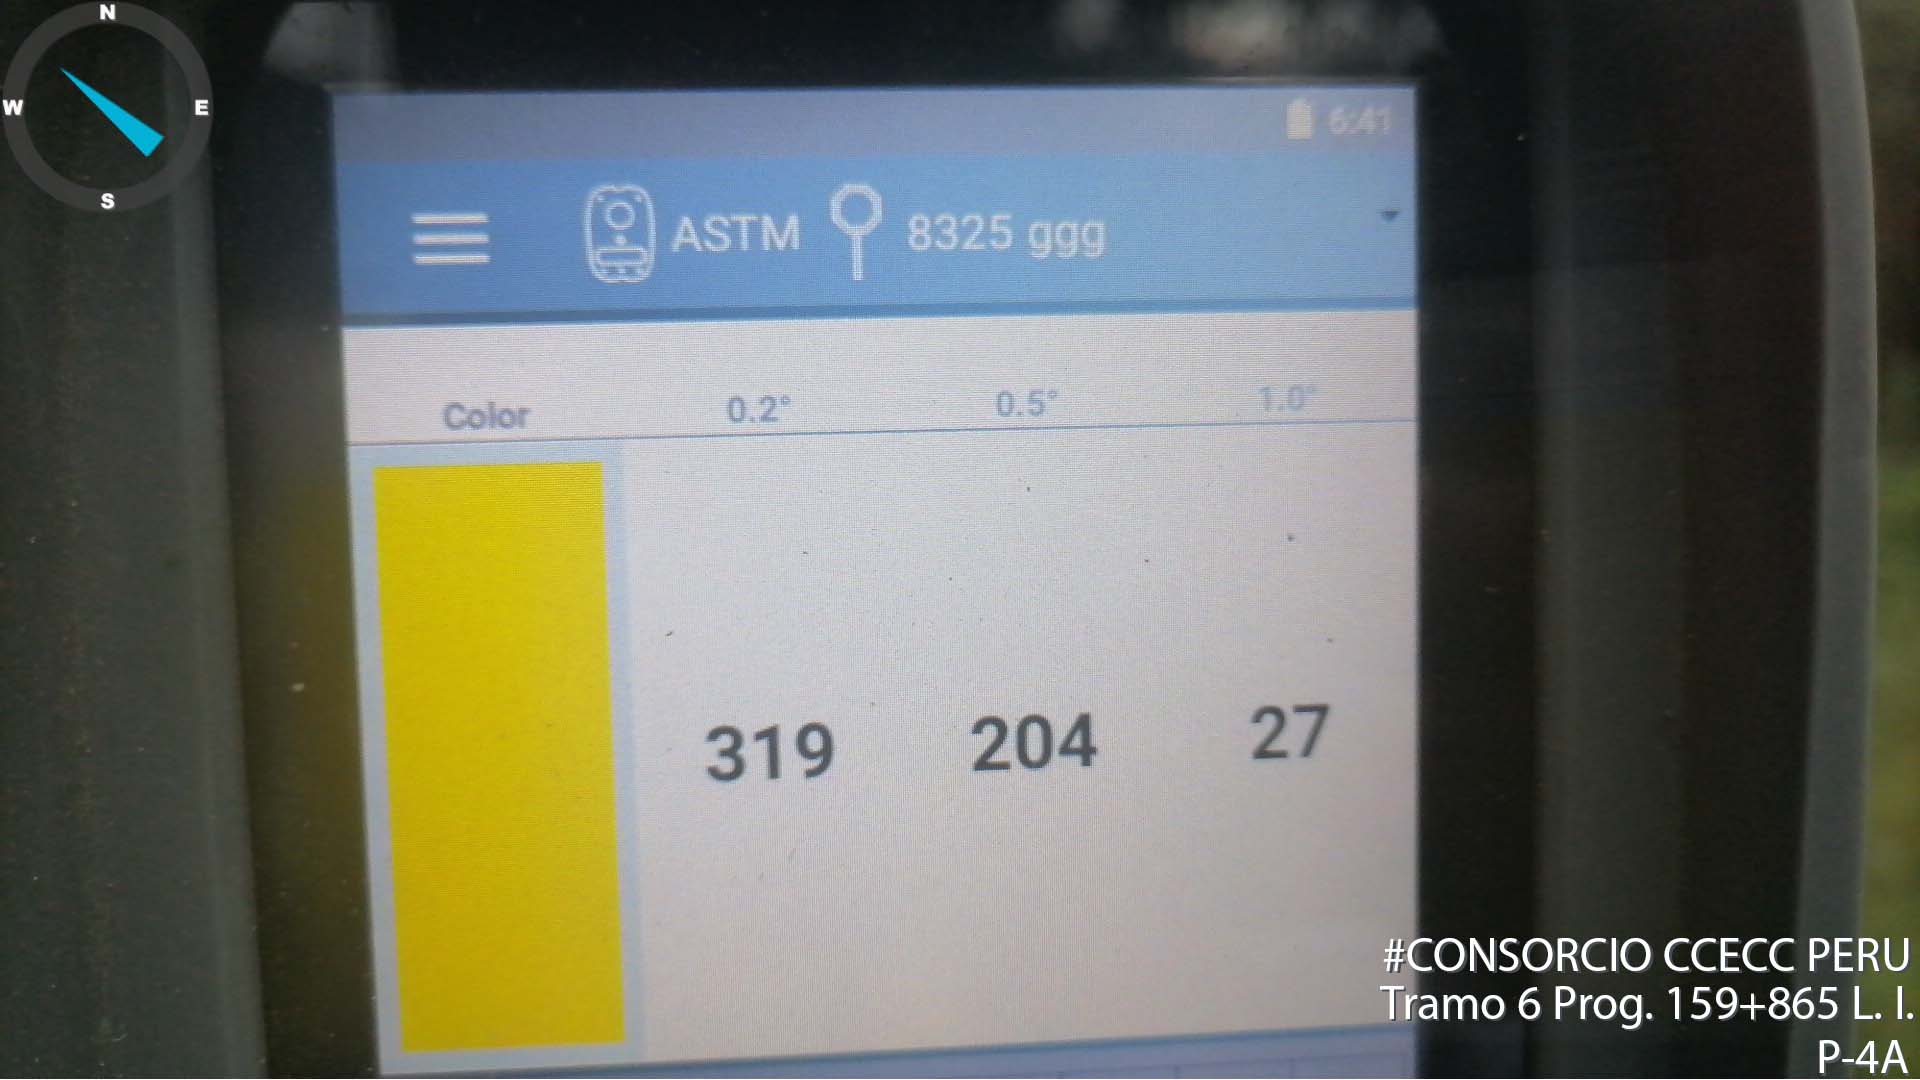 N
W E
S
6:41
ASTM 8325 ggg
Color 0.2° 0.5° 1.0°
319 204 27
#CONSORCIO CCECC PERU
Tramo 6 Prog. 159+865 L. I.
P-4A